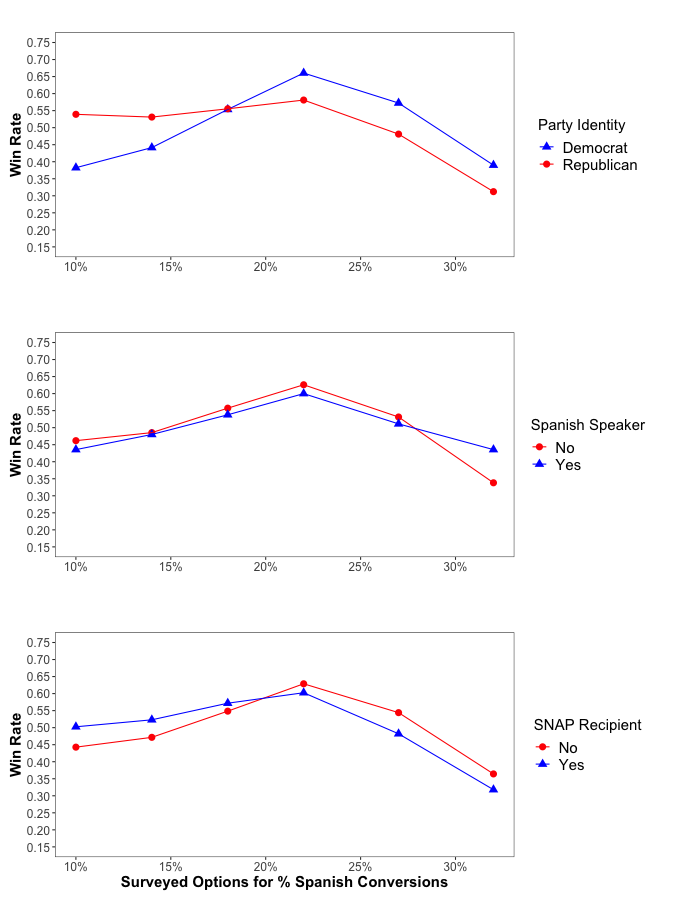 0.75
0.70
0.65
0.60
0.55
0.50
0.45
0.40
0.35
0.30
0.25
0.20
0.15
Win Rate
10% 15% 20% 25% 30%
Party Identity
Democrat
Republican
0.75
0.70
0.65
0.60
0.55
0.50
0.45
0.40
0.35
0.30
0.25
0.20
0.15
Win Rate
10% 15% 20% 25% 30%
Spanish Speaker
No
Yes
0.75
0.70
0.65
0.60
0.55
0.50
0.45
0.40
0.35
0.30
0.25
0.20
0.15
Win Rate
10% 15% 20% 25% 30%
SNAP Recipient
No
Yes
Surveyed Options for % Spanish Conversions